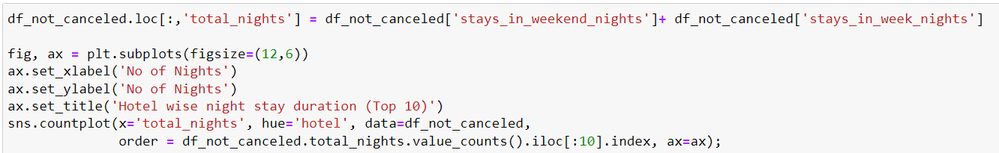 df_not_canceled.loc[:,'total_nights'] = df_not_canceled['stays_in_weekend_nights']+ df_not_canceled['stays_in_week_nights']
fig, ax = plt.subplots(figsize=(12,6))
ax.set_xlabel('No of Nights')
ax.set_ylabel('No of Nights')
ax.set_title('Hotel wise night stay duration (Top 10)')
sns.countplot(x='total_nights', hue='hotel', data=df_not_canceled,
order = df_not_canceled.total_nights.value_counts().iloc[:10].index, ax=ax);